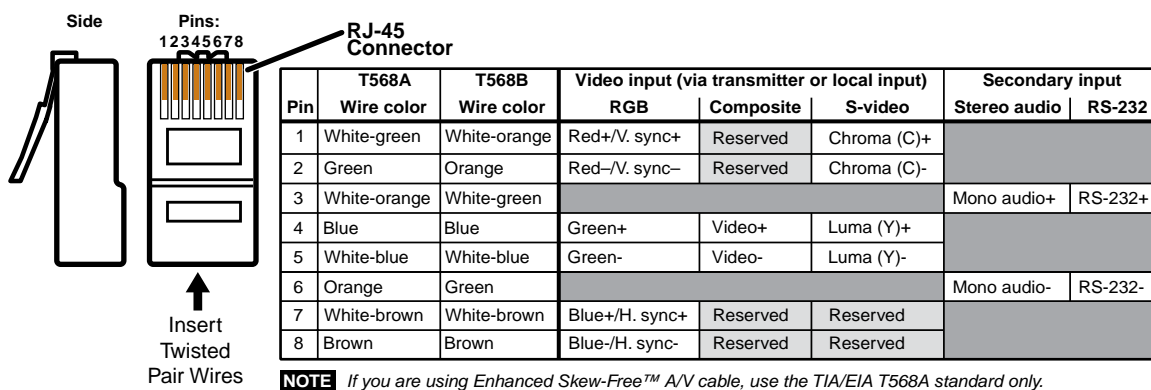 Side
Pins:
12345678
RJ-45
Connector
Insert
Twisted
Pair Wires
T568A T568B Video input (via transmitter or local input) Secondary input
Pin Wire color Wire color RGB Composite S-video Stereo audio RS-232
1 White-green White-orange Red+/V. sync+ Reserved Chroma (C)+
2 Green Orange Red–/V. sync– Reserved Chroma (C)-
3 White-orange White-green Mono audio+ RS-232+
4 Blue Blue Green+ Video+ Luma (Y)+
5 White-blue White-blue Green- Video- Luma (Y)-
6 Orange Green Mono audio- RS-232-
7 White-brown White-brown Blue+/H. sync+ Reserved Reserved
8 Brown Brown Blue-/H. sync- Reserved Reserved
NOTE If you are using Enhanced Skew-Free™ A/V cable, use the TIA/EIA T568A standard only.